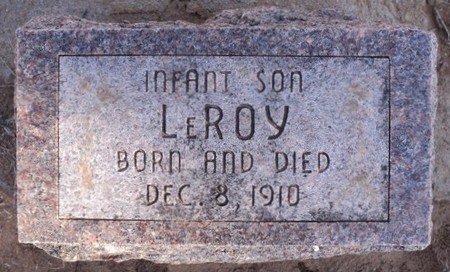 INFANT SON
LeROY
BORN AND DIED
DEC. 8, 1910